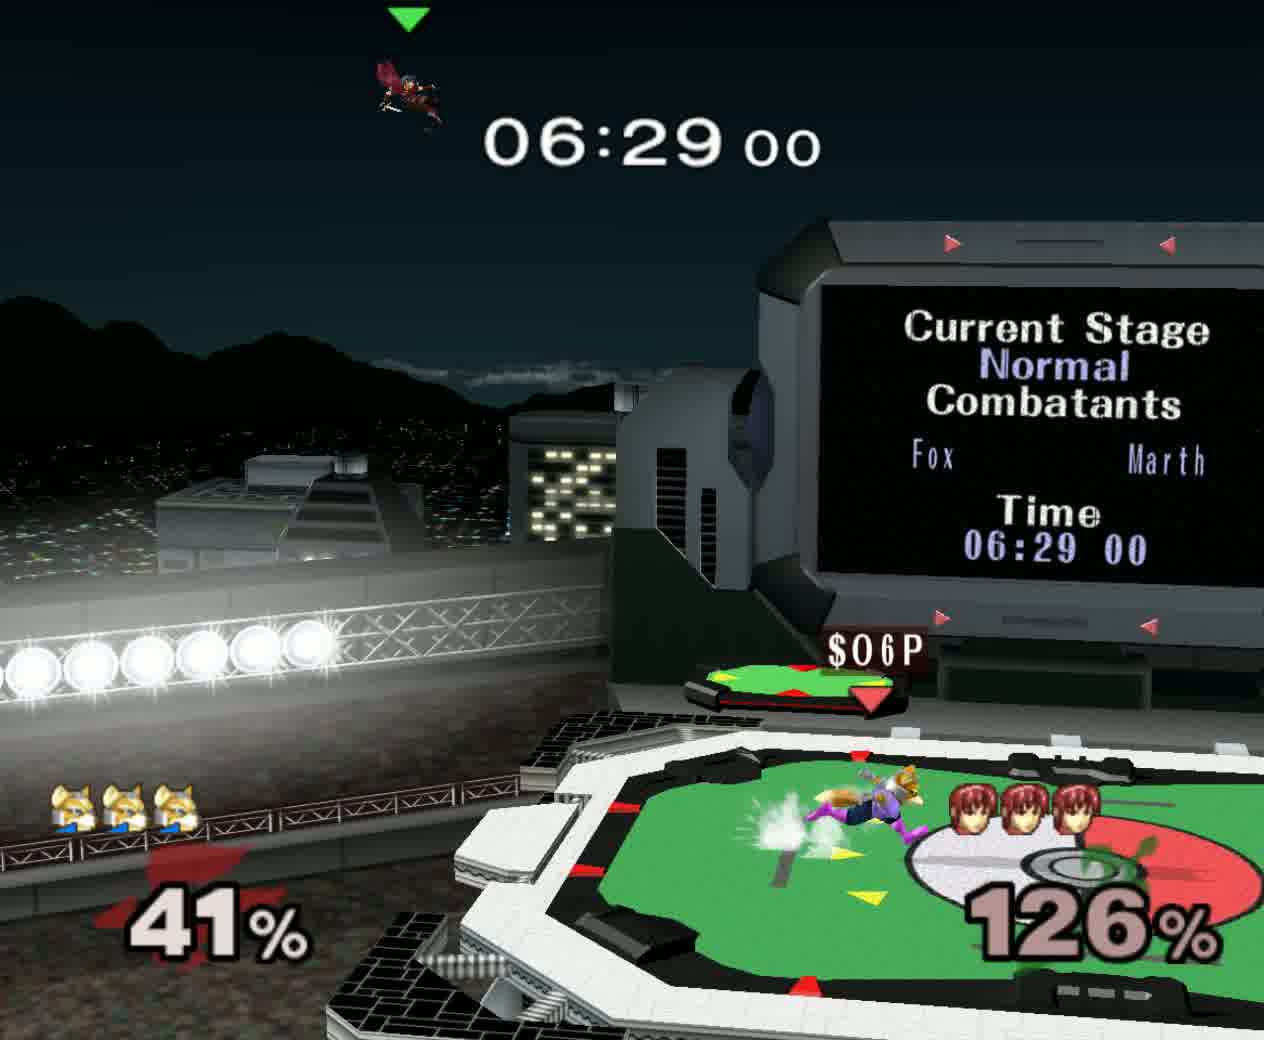 06:29 00
Current Stage
Normal
Combatants
Fox Marth
Time
06:29 00
$06P
41%
126%